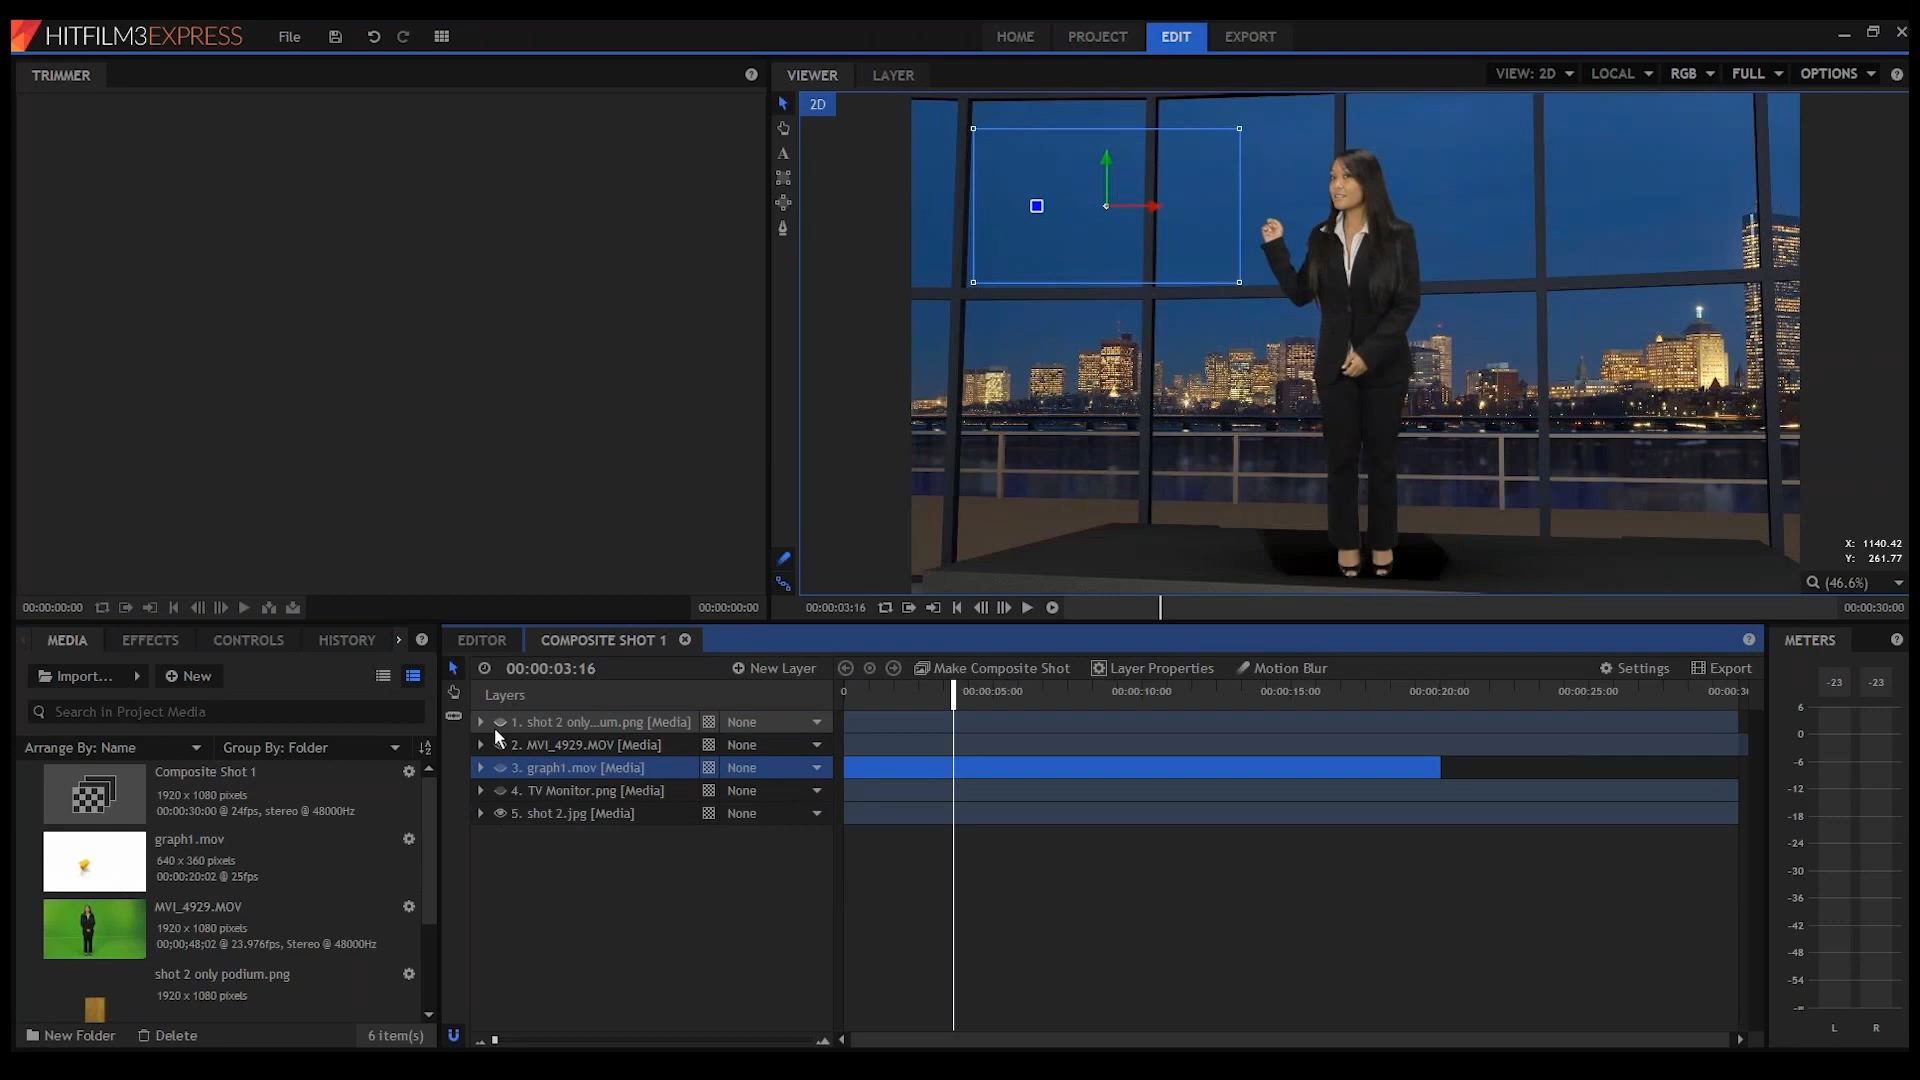 HITFILM3EXPRESS File HOME PROJECT EDIT EXPORT
TRIMMER VIEWER LAYER VIEW: 2D LOCAL RGB FULL OPTIONS
2D
A
X: 1140.42
Y: 261.77
(46.6%)
00:00:00:00 00:00:00:00 00:00:03:16 00:00:30:00
MEDIA EFFECTS CONTROLS HISTORY EDITOR COMPOSITE SHOT 1 METERS
Import... New 00:00:03:16 New Layer Make Composite Shot Layer Properties Motion Blur Settings Export
-23 -23
Search in Project Media
Layers
0 00:00:05:00 00:00:10:00 00:00:15:00 00:00:20:00 00:00:25:00 00:00:30
Arrange By: Name Group By: Folder
1. shot 2 only...um.png [Media] None
2. MVI_4929.MOV [Media] None
3. graph1.mov [Media] None
4. TV Monitor.png [Media] None
5. shot 2.jpg [Media] None
Composite Shot 1
1920 x 1080 pixels
00:00:30:00 @ 24fps, stereo @ 48000Hz
graph1.mov
640 x 360 pixels
00:00:20:02 @ 25fps
MVI_4929.MOV
1920 x 1080 pixels
00;00;48;02 @ 23.976fps, Stereo @ 48000Hz
shot 2 only podium.png
1920 x 1080 pixels
New Folder Delete 6 item(s)
6
0
-6
-12
-18
-24
-30
-36
-42
-48
-54
-∞
L R